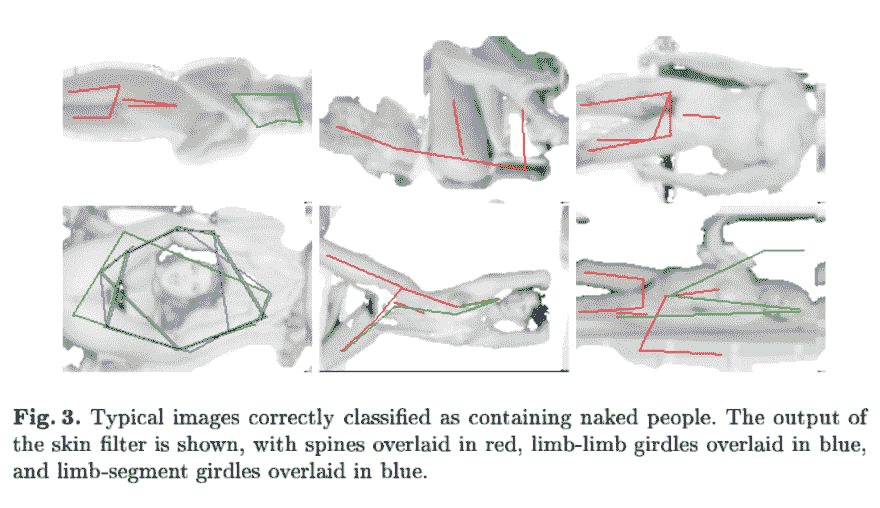 Fig. 3. Typical images correctly classified as containing naked people. The output of
the skin filter is shown, with spines overlaid in red, limb-limb girdles overlaid in blue,
and limb-segment girdles overlaid in blue.